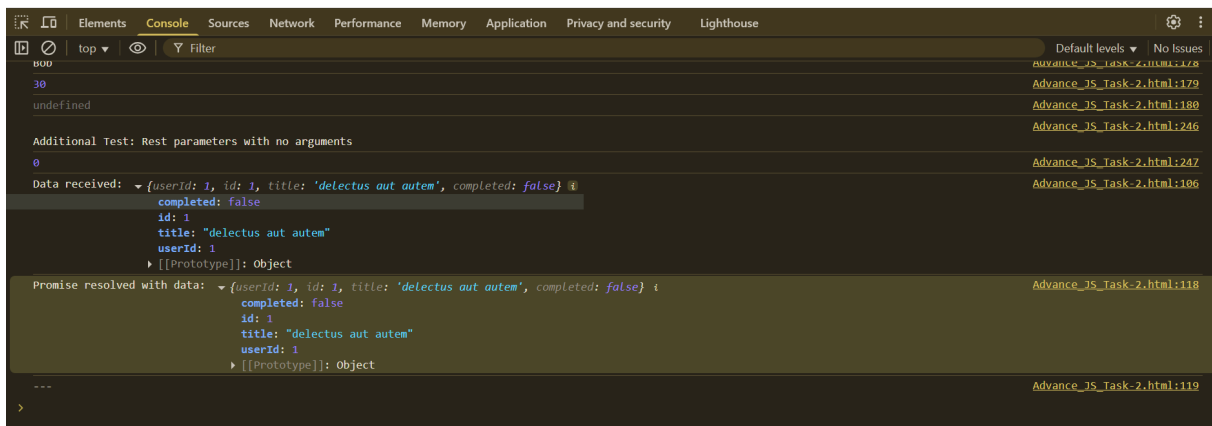 Elements Console Sources Network Performance Memory Application Privacy and security Lighthouse
top ▾ Filter Default levels ▾ No Issues
Bob Advance_JS_Task-2.html:178
30 Advance_JS_Task-2.html:179
undefined Advance_JS_Task-2.html:180
Advance_JS_Task-2.html:246
Additional Test: Rest parameters with no arguments
0 Advance_JS_Task-2.html:247
Data received: ▾ {userId: 1, id: 1, title: 'delectus aut autem', completed: false} i Advance_JS_Task-2.html:106
completed: false
id: 1
title: "delectus aut autem"
userId: 1
▸ [[Prototype]]: Object
Promise resolved with data: ▾ {userId: 1, id: 1, title: 'delectus aut autem', completed: false} i Advance_JS_Task-2.html:118
completed: false
id: 1
title: "delectus aut autem"
userId: 1
▸ [[Prototype]]: Object
--- Advance_JS_Task-2.html:119
>